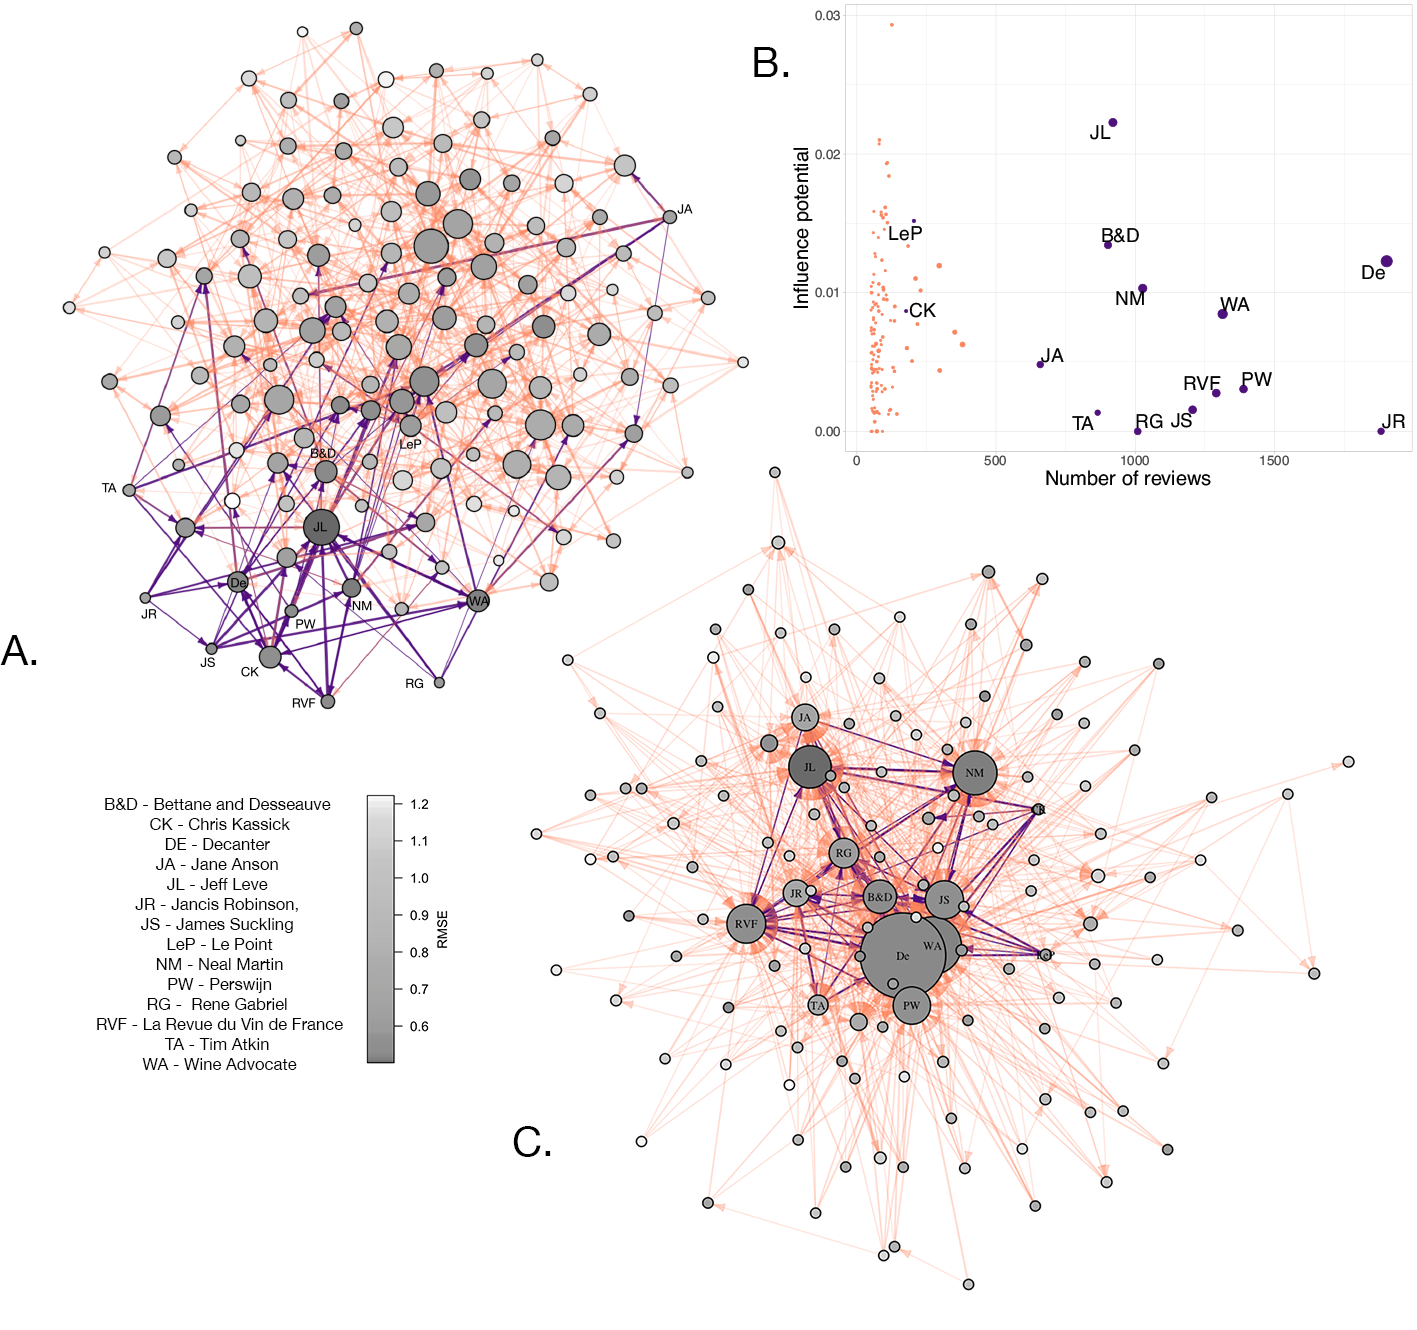 A.
JA
LeP
B&D
TA
JL
De
NM
WA
JR
PW
JS
CK
RG
RVF
B.
Influence potential
0.03
0.02
0.01
0.00
JL
LeP
B&D
De
NM
CK
WA
JA
RVF
PW
TA
RG
JS
JR
0
500
1000
1500
Number of reviews
B&D - Bettane and Desseauve
CK - Chris Kassick
DE - Decanter
JA - Jane Anson
JL - Jeff Leve
JR - Jancis Robinson,
JS - James Suckling
LeP - Le Point
NM - Neal Martin
PW - Perswijn
RG - Rene Gabriel
RVF - La Revue du Vin de France
TA - Tim Atkin
WA - Wine Advocate
1.2
1.1
1.0
0.9
0.8
0.7
0.6
RMSE
C.
JA
JL
NM
CK
RG
JR
B&D
JS
RVF
WA
De
LeP
TA
PW